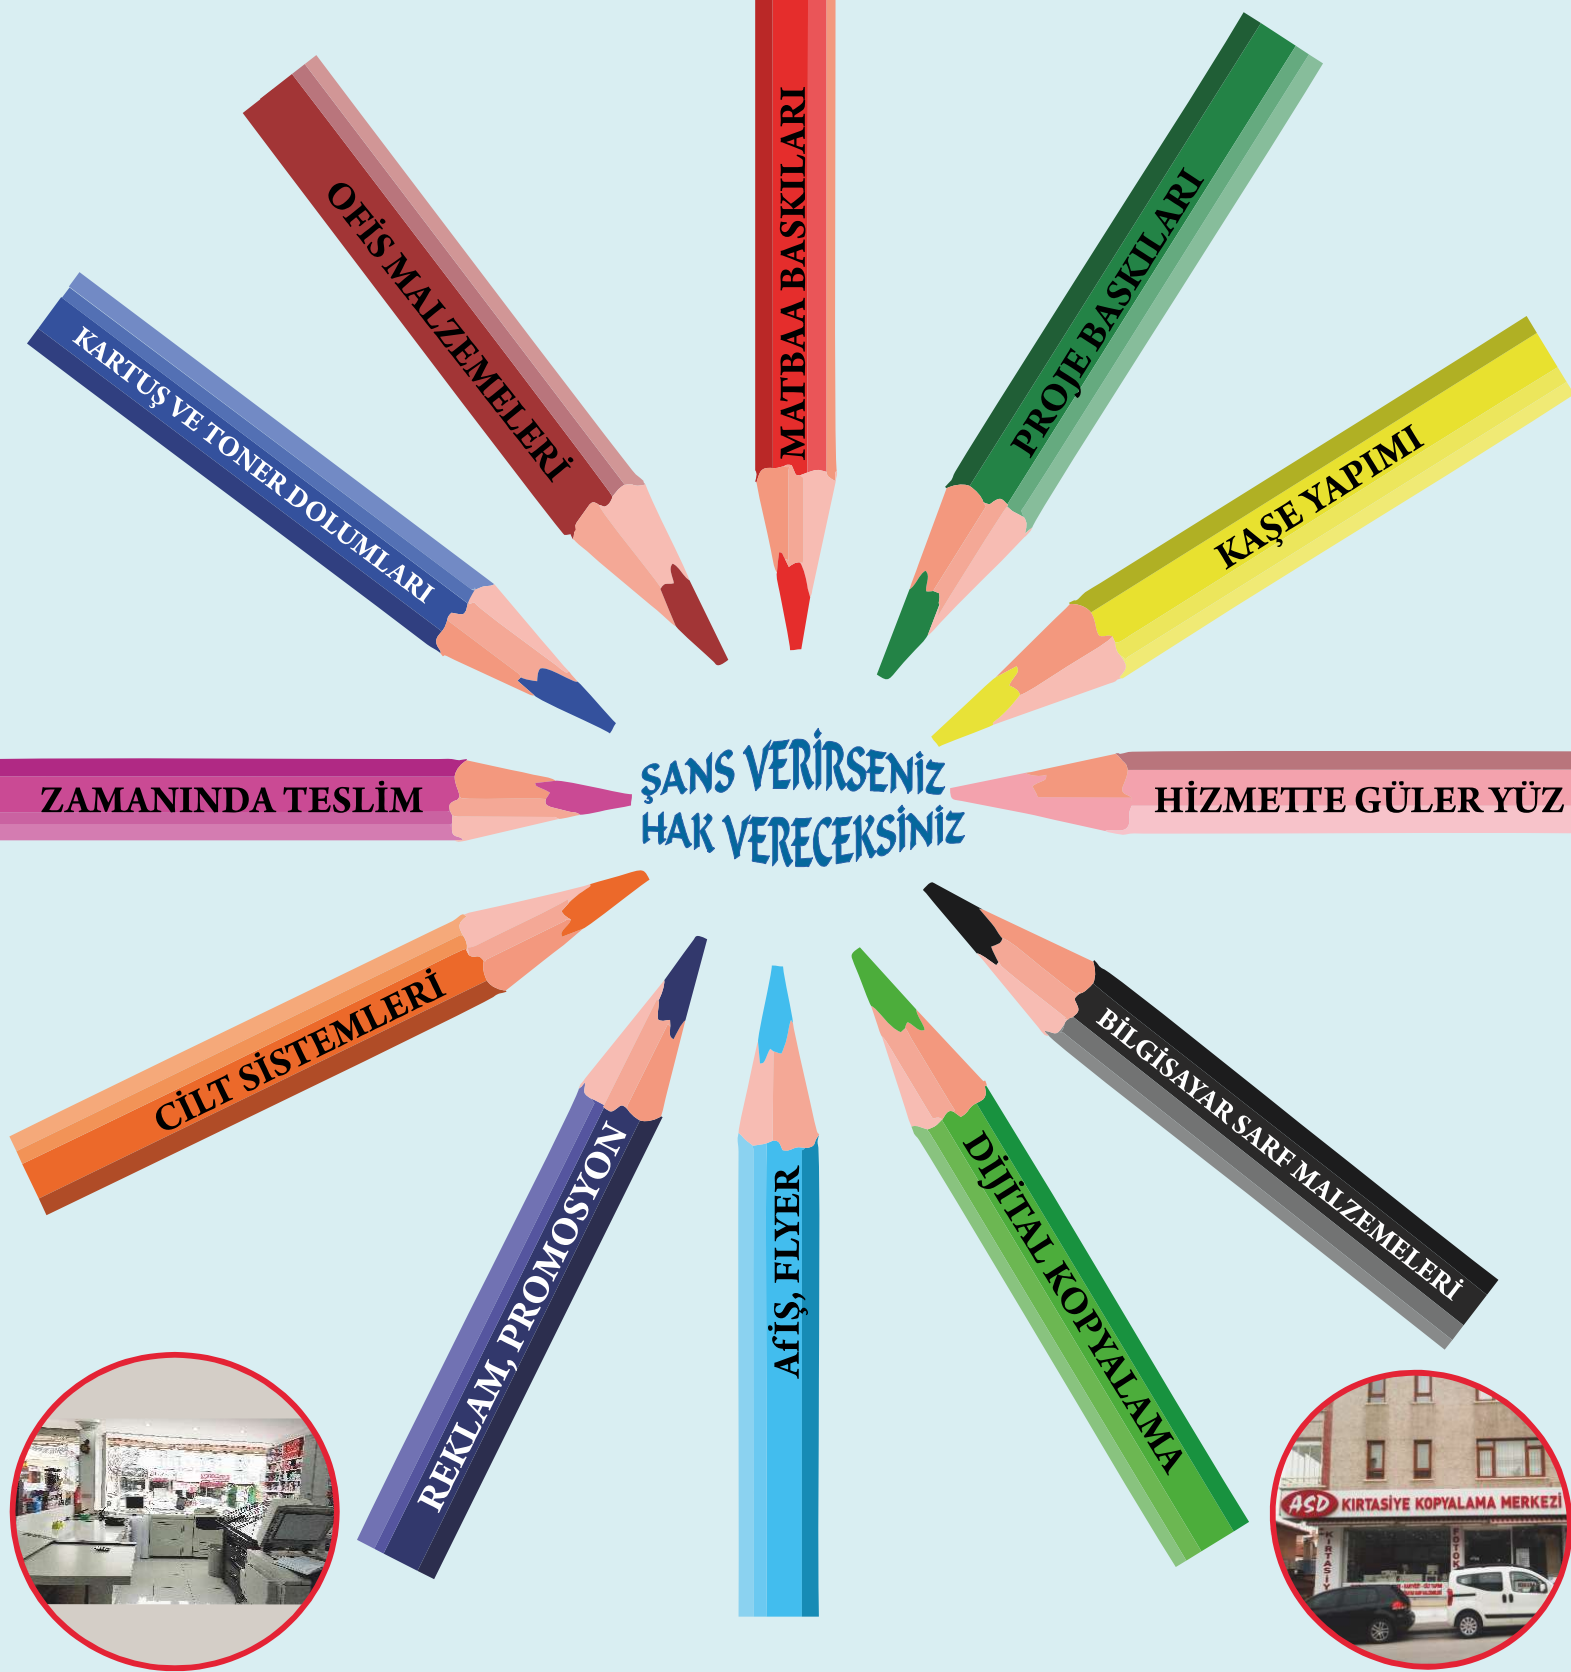 MATBAA BASKILARI
PROJE BASKILARI
OFİS MALZEMELERİ
KARTUŞ VE TONER DOLUMLARI
KAŞE YAPIMI
ŞANS VERİRSENİZ
HAK VERECEKSİNİZ
ZAMANINDA TESLİM
HİZMETTE GÜLER YÜZ
CİLT SİSTEMLERİ
BİLGİSAYAR SARF MALZEMELERİ
REKLAM, PROMOSYON
AfİŞ, FLYER
DİJİTAL KOPYALAMA
ASD KIRTASİYE KOPYALAMA MERKEZİ
KIRTASİY
FOTOK